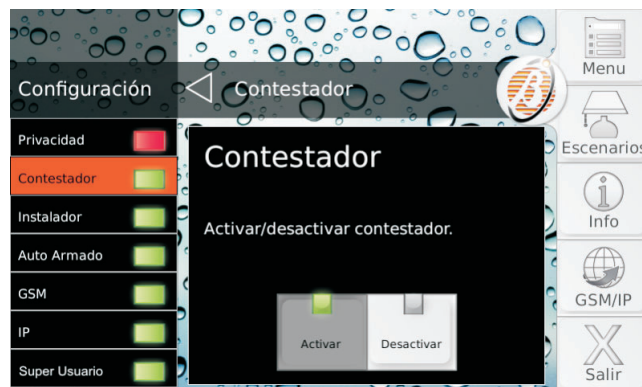 Configuración
Contestador
Privacidad
Contestador
Instalador
Auto Armado
GSM
IP
Super Usuario
Contestador
Activar/desactivar contestador.
Activar
Desactivar
Menu
Escenarios
Info
GSM/IP
Salir